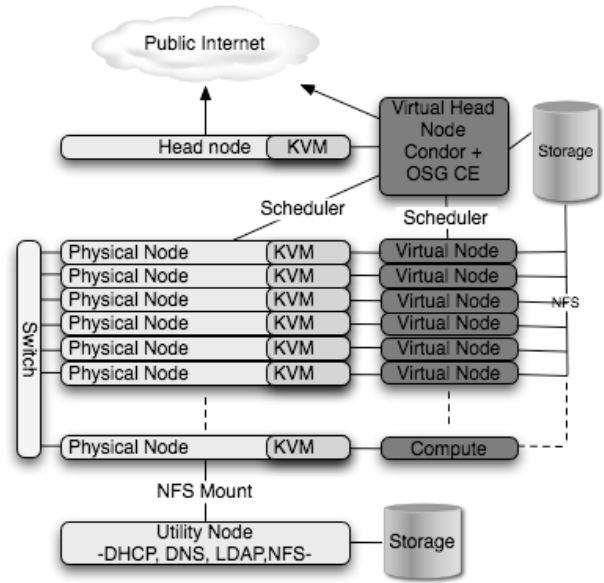 Public Internet
Head node KVM
Virtual Head
Node
Condor +
OSG CE
Storage
Scheduler
Scheduler
Switch
Physical Node KVM Virtual Node
Physical Node KVM Virtual Node
Physical Node KVM Virtual Node
NFS
Physical Node KVM Virtual Node
Physical Node KVM Virtual Node
Physical Node KVM Virtual Node
Physical Node KVM Compute
NFS Mount
Utility Node
-DHCP, DNS, LDAP,NFS-
Storage